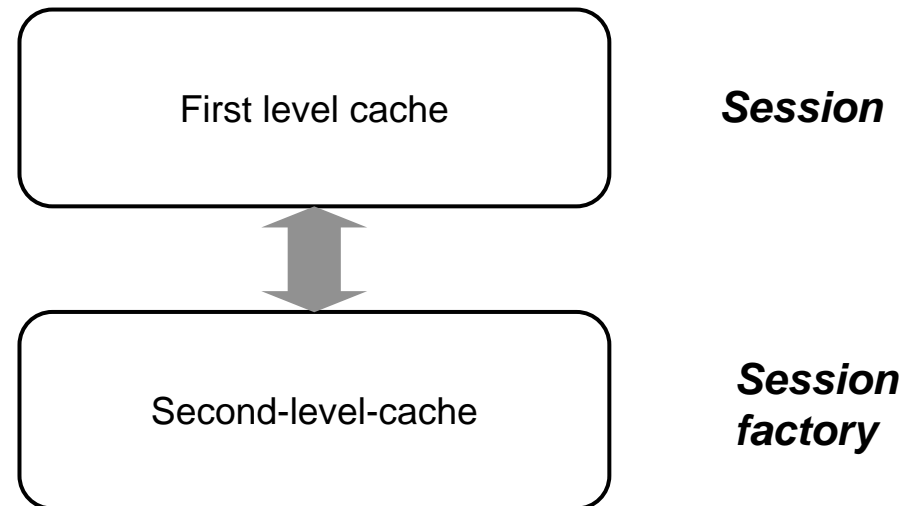 First level cache
Session
Second-level-cache
Session
factory